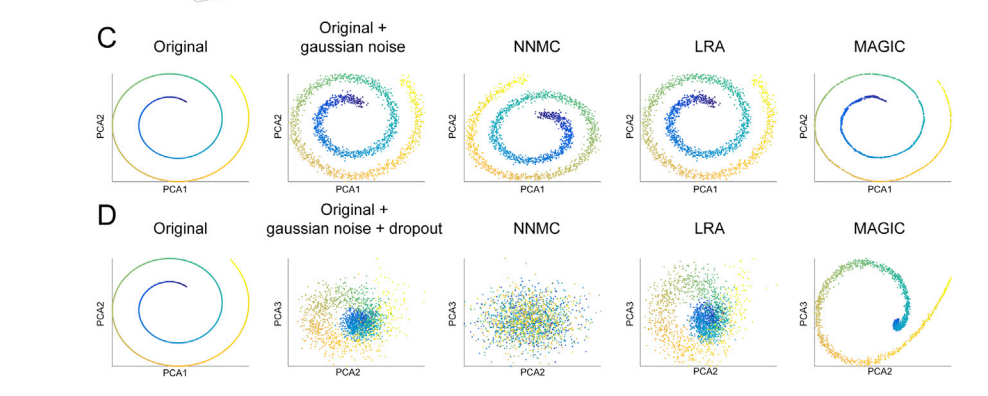 C
Original
Original +
gaussian noise
NNMC
LRA
MAGIC
PCA2
PCA1
PCA2
PCA1
PCA2
PCA1
PCA2
PCA1
PCA2
PCA1
D
Original
Original +
gaussian noise + dropout
NNMC
LRA
MAGIC
PCA2
PCA1
PCA3
PCA2
PCA3
PCA2
PCA3
PCA2
PCA3
PCA2